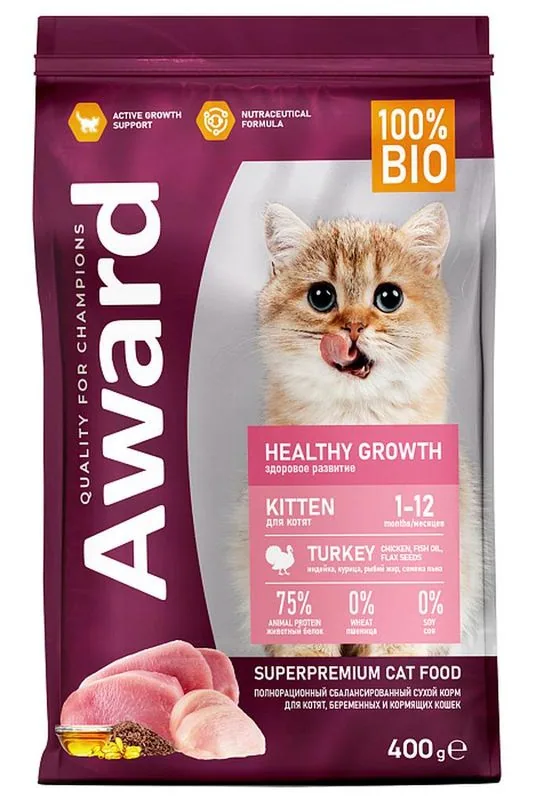 ACTIVE GROWTH
SUPPORT
NUTRACEUTICAL
FORMULA
100%
BIO
Award
QUALITY FOR CHAMPIONS
HEALTHY GROWTH
здоровое развитие
KITTEN
ДЛЯ КОТЯТ
1-12
months/месяцев
TURKEY CHICKEN, FISH OIL,
FLAX SEEDS
индейка, курица, рыбий жир, семена льна
75%
ANIMAL PROTEIN
животный белок
0%
WHEAT
пшеница
0%
SOY
соя
SUPERPREMIUM CAT FOOD
ПОЛНОРАЦИОННЫЙ СБАЛАНСИРОВАННЫЙ СУХОЙ КОРМ
ДЛЯ КОТЯТ, БЕРЕМЕННЫХ И КОРМЯЩИХ КОШЕК
400 g ℮